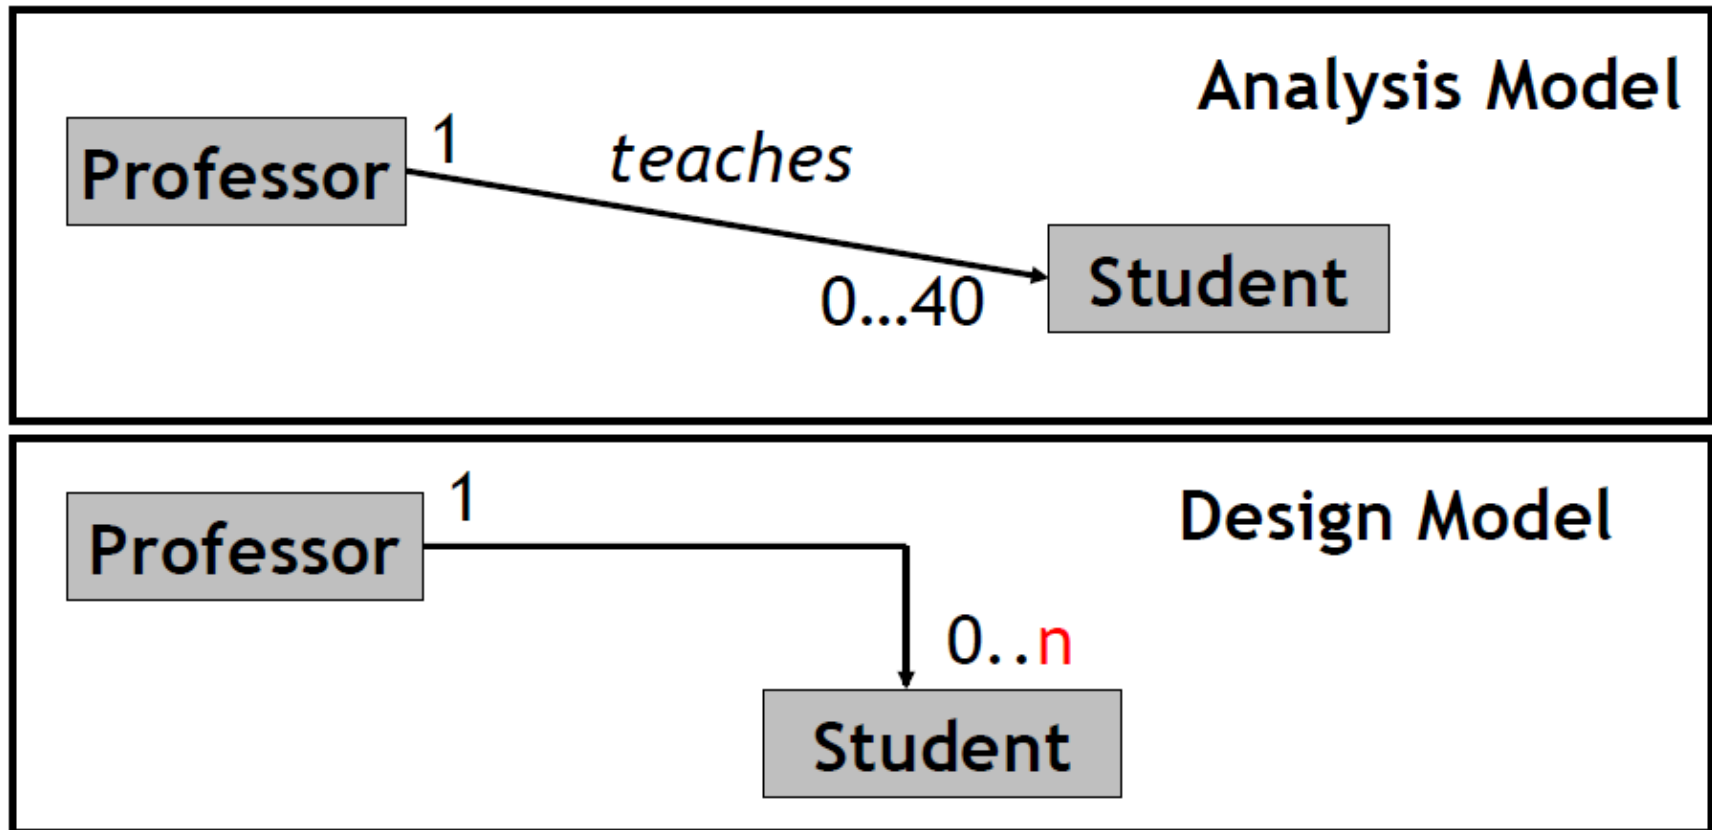 Analysis Model
Professor
1
teaches
0...40
Student
Design Model
Professor
1
0..n
Student